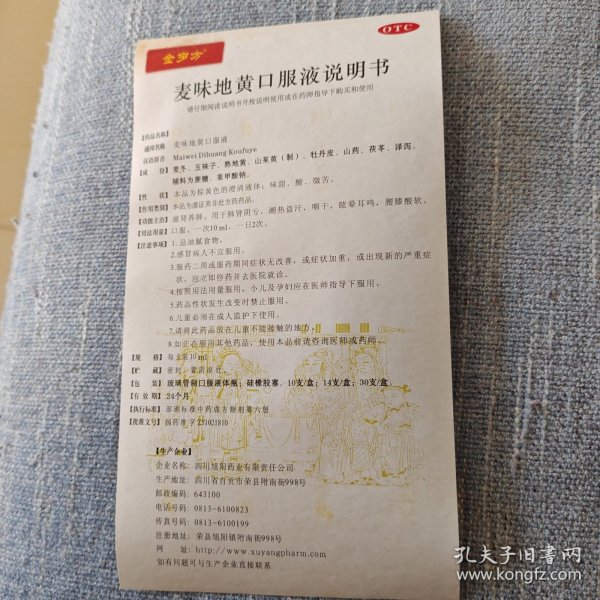 金岁方
OTC
麦味地黄口服液说明书
请仔细阅读说明书并按说明使用或在药师指导下购买和使用
【药品名称】
通用名称：麦味地黄口服液
汉语拼音：Maiwei Dihuang Koufuye
【成 份】麦冬、五味子、熟地黄、山茱萸（制）、牡丹皮、山药、茯苓、泽泻。
辅料为蔗糖、苯甲酸钠。
【性 状】本品为棕黄色的澄清液体；味甜、酸、微苦。
【作用类别】本品为虚证类非处方药药品。
【功能主治】滋肾养肺。用于肺肾阴亏，潮热盗汗，咽干，眩晕耳鸣，腰膝酸软。
【用法用量】口服。一次10ml，一日2次。
【注意事项】1.忌油腻食物。
2.感冒病人不宜服用。
3.服药二周或服药期间症状无改善，或症状加重，或出现新的严重症
状，应立即停药并去医院就诊。
4.按照用法用量服用，小儿及孕妇应在医师指导下服用。
5.药品性状发生改变时禁止服用。
6.儿童必须在成人监护下使用。
7.请将此药品放在儿童不能接触的地方。
8.如正在服用其他药品，使用本品前请咨询医师或药师。
【规 格】每支装10ml
【贮 藏】密封，置阴凉处。
【包 装】玻璃管制口服液体瓶；硅橡胶塞，10支/盒；14支/盒；30支/盒
【有 效 期】24个月
【执行标准】部颁标准中药成方制剂第六册
【批准文号】国药准字Z51021810
【生产企业】
企业名称：四川旭阳药业有限责任公司
生产地址：四川省自贡市荣县附南街998号
邮政编码：643100
电话号码：0813-6100823
传真号码：0813-6100199
注册地址：荣县旭阳镇附南街998号
网 址：http://www.xuyangpharm.com
如有问题可与生产企业直接联系
孔夫子旧书网
www.kongfz.com